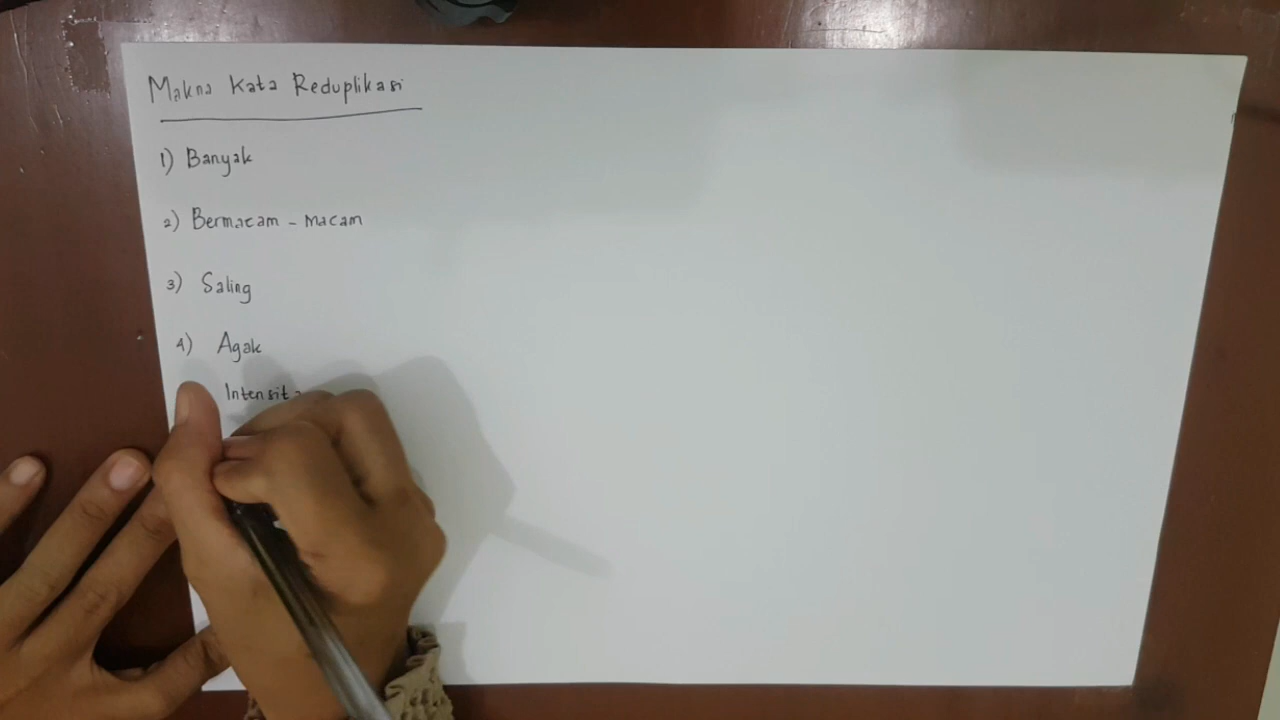 Makna Kata Reduplikasi
1) Banyak
2) Bermacam - Macam
3) Saling
4) Agak